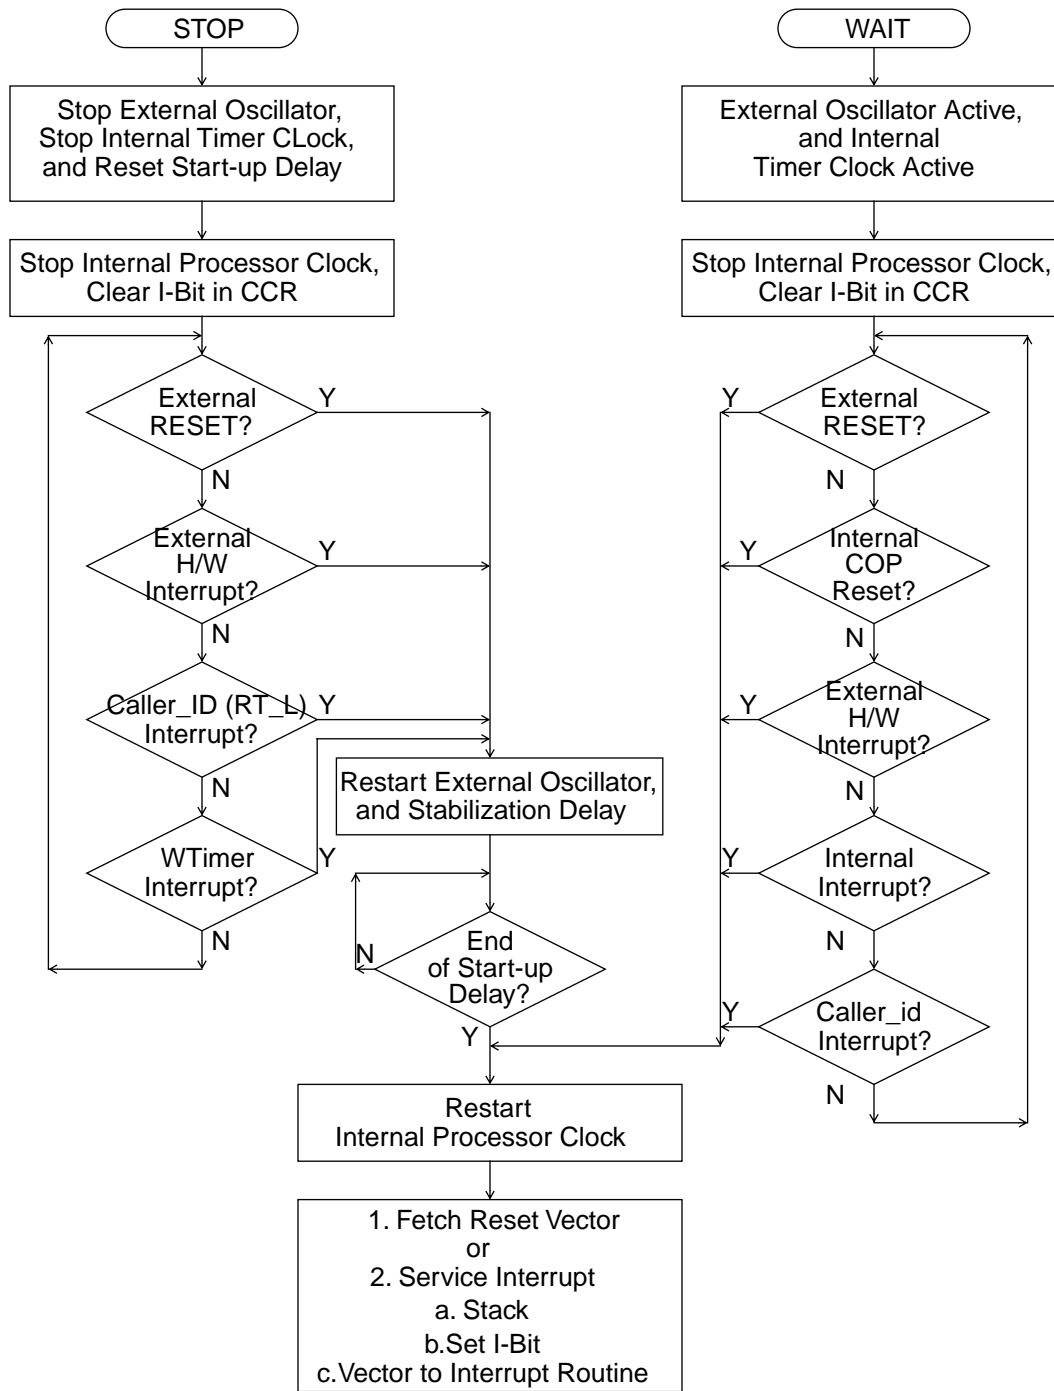 STOP
Stop External Oscillator,
Stop Internal Timer CLock,
and Reset Start-up Delay
Stop Internal Processor Clock,
Clear I-Bit in CCR
External
RESET?
Y
N
External
H/W
Interrupt?
Y
N
Caller_ID (RT_L)
Interrupt?
Y
N
WTimer
Interrupt?
Y
N
Restart External Oscillator,
and Stabilization Delay
End
of Start-up
Delay?
N
Y
WAIT
External Oscillator Active,
and Internal
Timer Clock Active
Stop Internal Processor Clock,
Clear I-Bit in CCR
External
RESET?
Y
N
Internal
COP
Reset?
Y
N
External
H/W
Interrupt?
Y
N
Internal
Interrupt?
Y
N
Caller_id
Interrupt?
Y
N
Restart
Internal Processor Clock
1. Fetch Reset Vector
or
2. Service Interrupt
a. Stack
b.Set I-Bit
c.Vector to Interrupt Routine